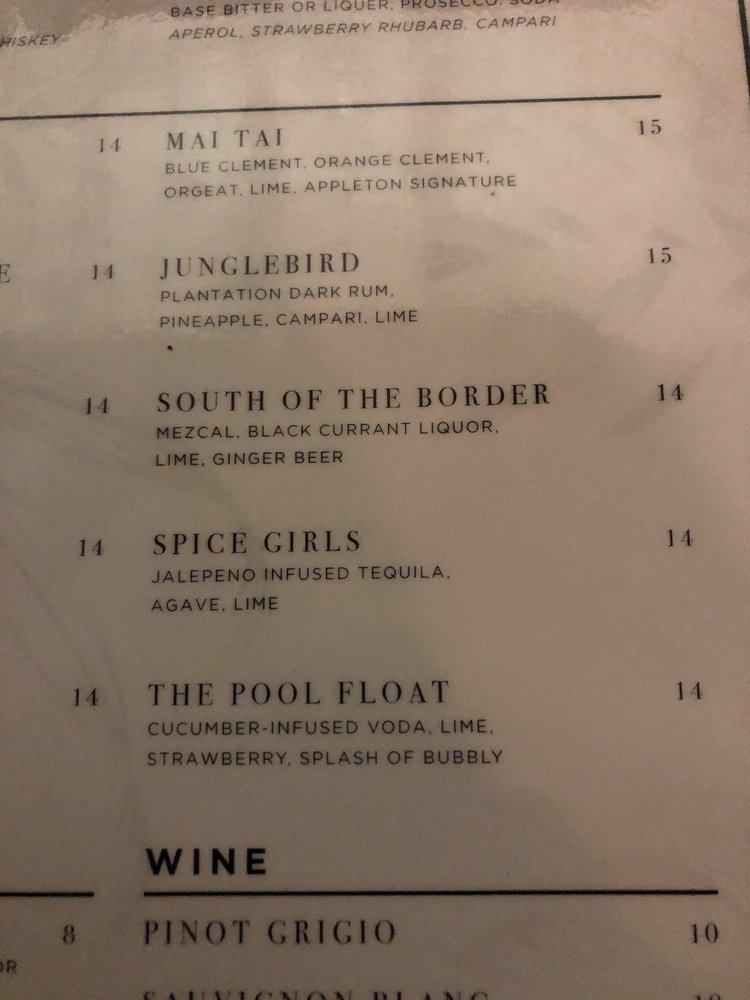 BASE BITTER OR LIQUER, PROSECCO, SODA
HISKEY
APEROL, STRAWBERRY RHUBARB, CAMPARI
14 MAI TAI 15
BLUE CLEMENT, ORANGE CLEMENT,
ORGEAT, LIME, APPLETON SIGNATURE
E 14 JUNGLEBIRD 15
PLANTATION DARK RUM,
PINEAPPLE, CAMPARI, LIME
14 SOUTH OF THE BORDER 14
MEZCAL, BLACK CURRANT LIQUOR,
LIME, GINGER BEER
14 SPICE GIRLS 14
JALEPENO INFUSED TEQUILA,
AGAVE, LIME
14 THE POOL FLOAT 14
CUCUMBER-INFUSED VODA, LIME,
STRAWBERRY, SPLASH OF BUBBLY
WINE
8 PINOT GRIGIO 10
OR
SAUVIGNON BLANC